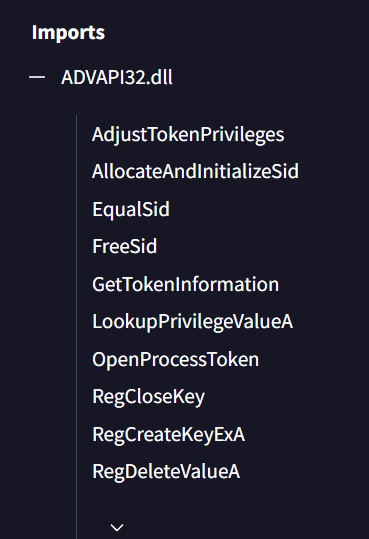 Imports
ADVAPI32.dll
AdjustTokenPrivileges
AllocateAndInitializeSid
EqualSid
FreeSid
GetTokenInformation
LookupPrivilegeValueA
OpenProcessToken
RegCloseKey
RegCreateKeyExA
RegDeleteValueA